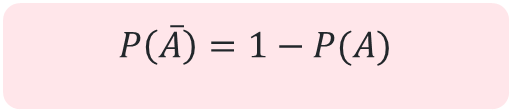 P(Ā) = 1 − P(A)